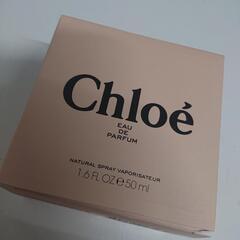 Chloé
EAU
DE
PARFUM
NATURAL SPRAY VAPORISATEUR
1.6 FL OZ ℮ 50 ml